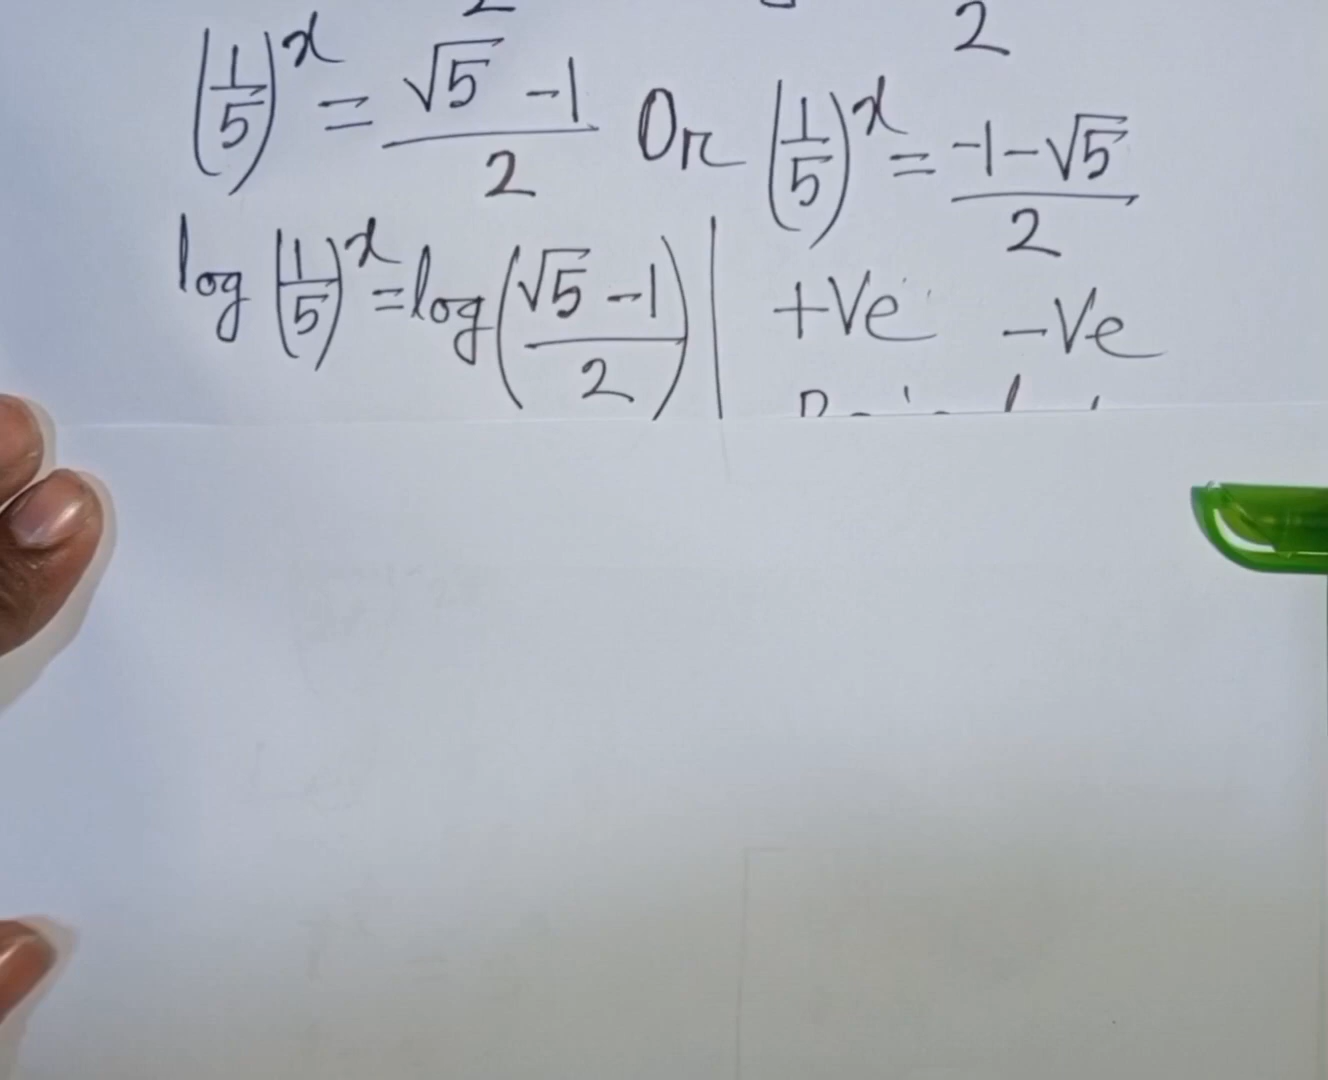 2
(1/5)^x = (√5 - 1)/2 Or (1/5)^x = (-1-√5)/2
log (1/5)^x = log((√5 - 1)/2) | +Ve -Ve